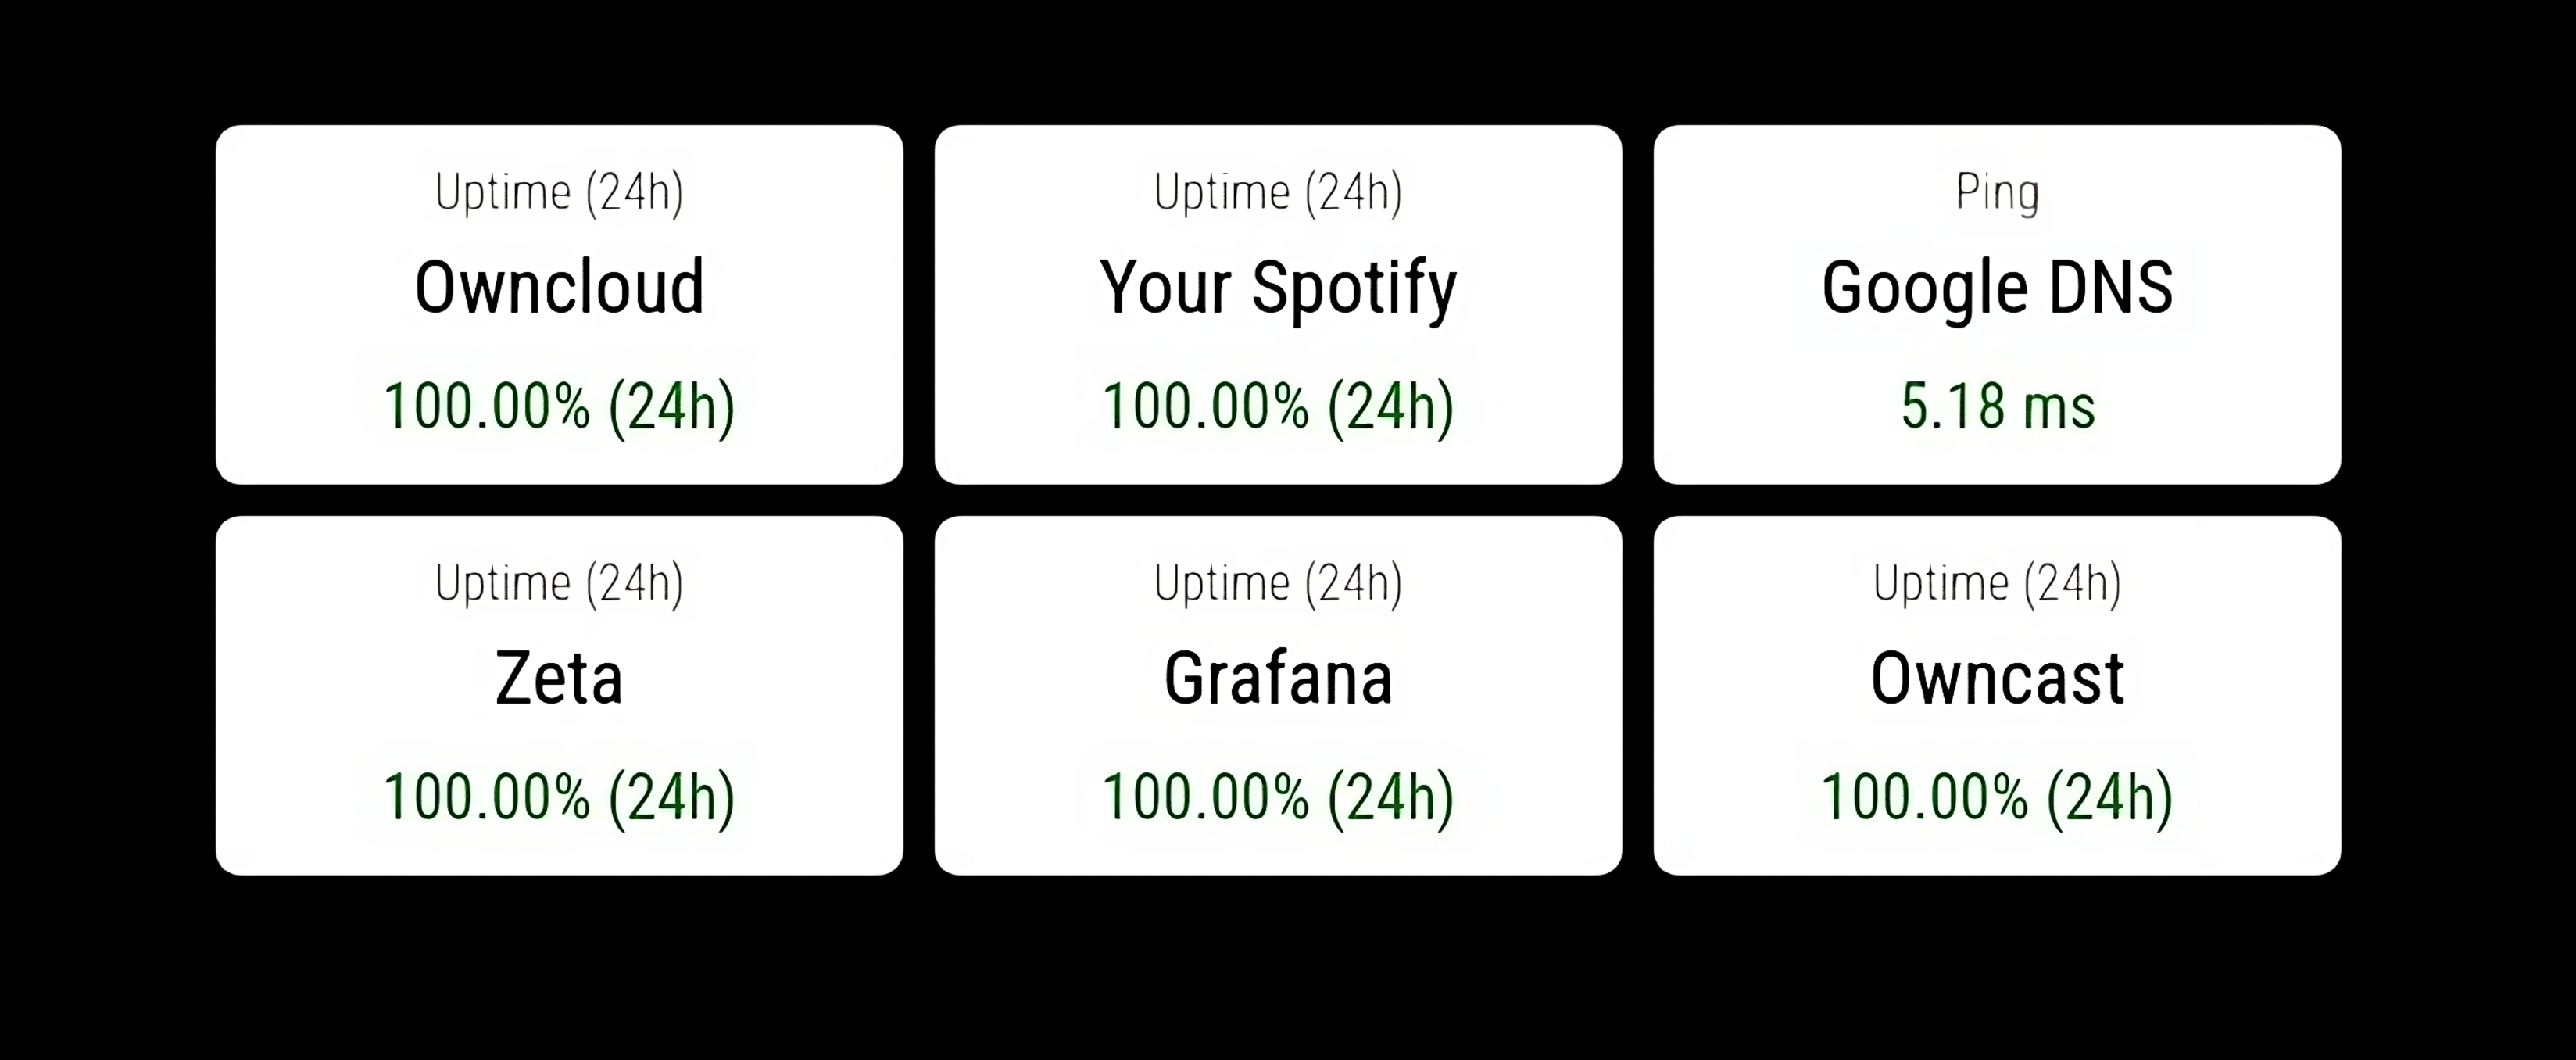 Uptime (24h)
Owncloud
100.00% (24h)
Uptime (24h)
Your Spotify
100.00% (24h)
Ping
Google DNS
5.18 ms
Uptime (24h)
Zeta
100.00% (24h)
Uptime (24h)
Grafana
100.00% (24h)
Uptime (24h)
Owncast
100.00% (24h)